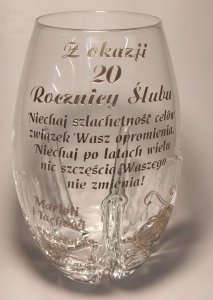 Z okazji
20
Rocznicy Ślubu
Niechaj szlachetność celów
związek Wasz opromienia.
Niechaj po latach wielu
nic szczęścia Waszego
nie zmienia!